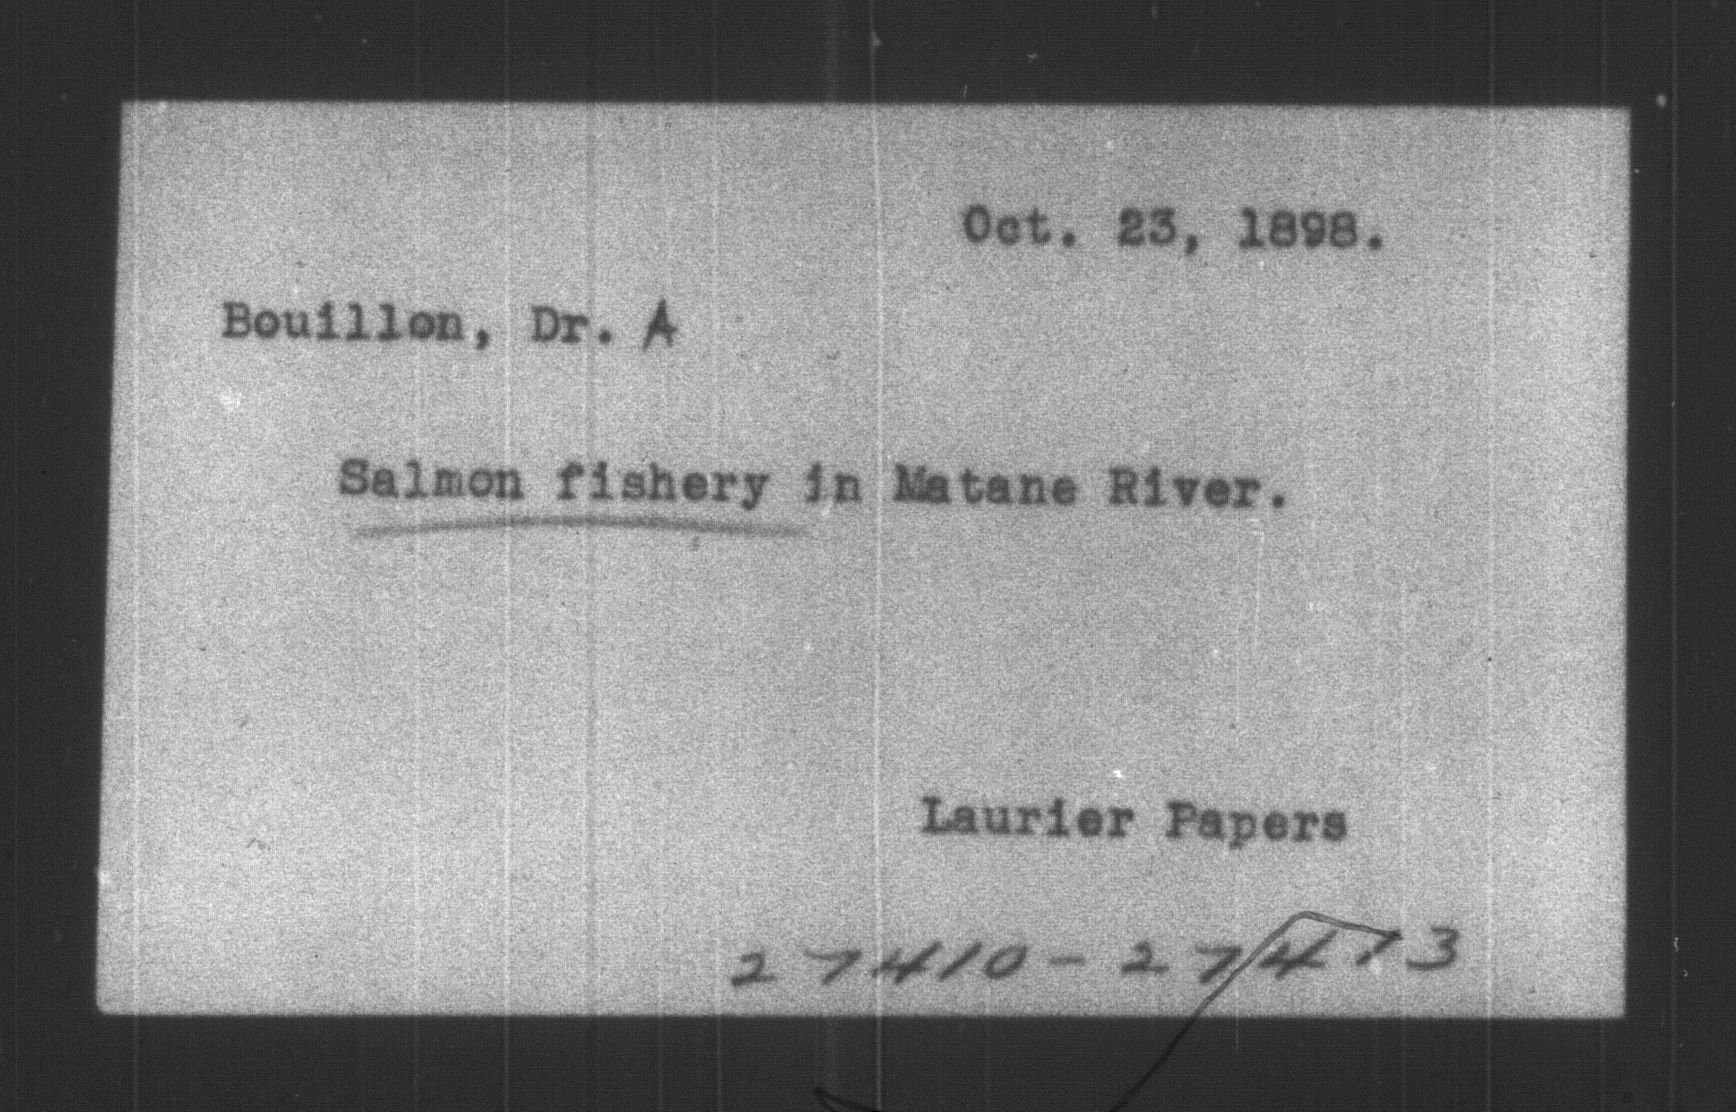 Oct. 23, 1898.
Bouillon, Dr. A
Salmon fishery in Matane River.
Laurier Papers
27410-27413